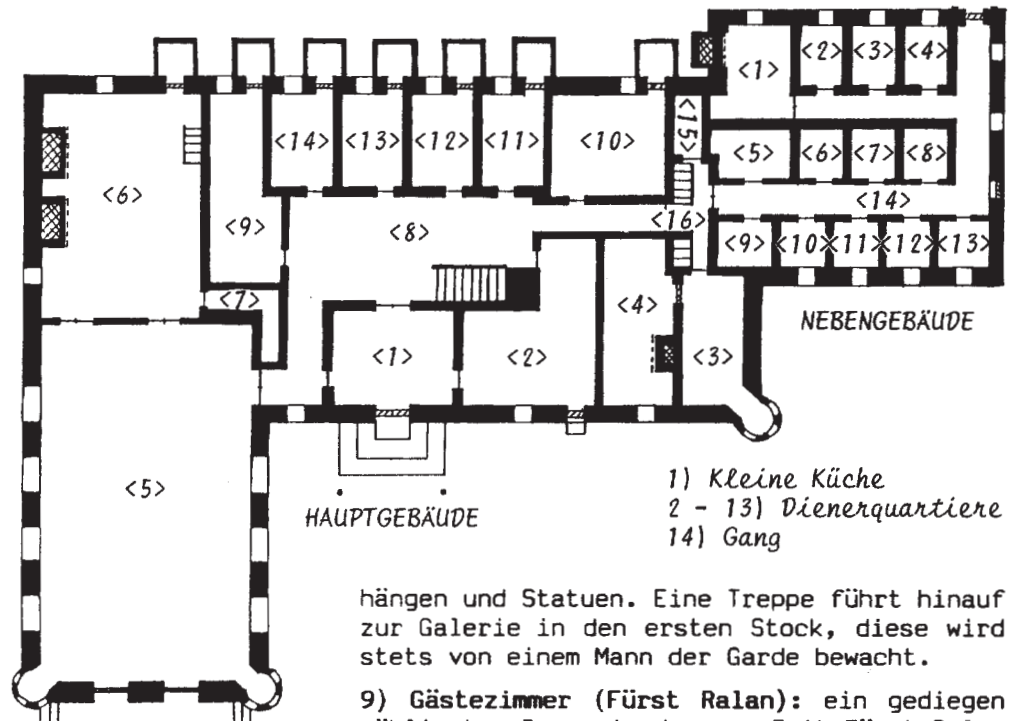 <1> <2> <3> <4>
<15>
<14> <13> <12> <11> <10>
<5> <6> <7> <8>
<6>
<14>
<9> <8> <16>
<9> <10> <11> <12> <13>
<7>
<4>
NEBENGEBÄUDE
<1> <2> <3>
<5>
HAUPTGEBÄUDE
1) Kleine Küche
2 - 13) Dienerquartiere
14) Gang
hängen und Statuen. Eine Treppe führt hinauf
zur Galerie in den ersten Stock, diese wird
stets von einem Mann der Garde bewacht.
9) Gästezimmer (Fürst Ralan): ein gediegen